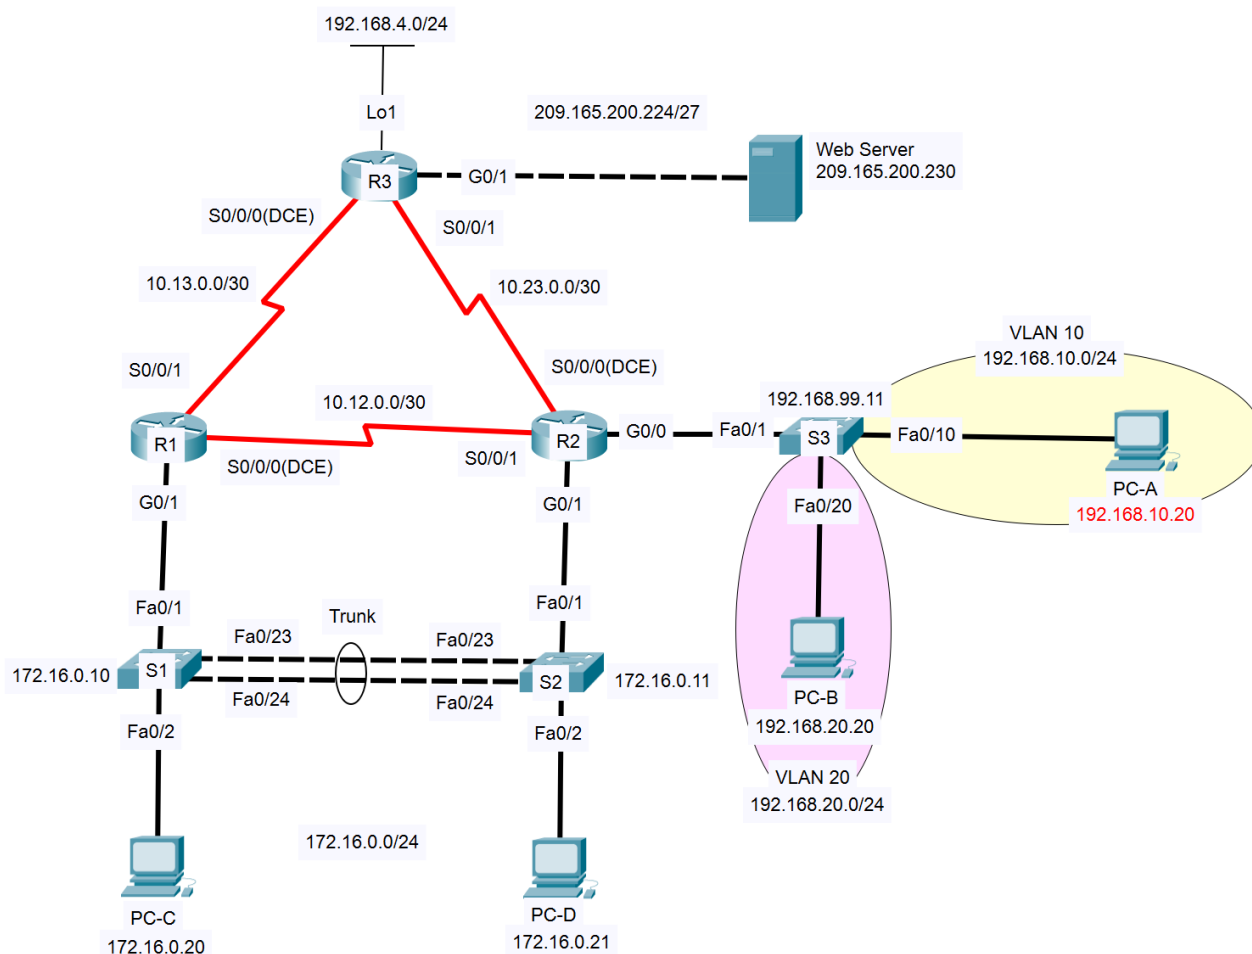 192.168.4.0/24
Lo1
209.165.200.224/27
Web Server
209.165.200.230
R3
G0/1
S0/0/0(DCE)
S0/0/1
10.13.0.0/30
10.23.0.0/30
VLAN 10
192.168.10.0/24
S0/0/1
S0/0/0(DCE)
10.12.0.0/30
192.168.99.11
R1
R2
G0/0
Fa0/1
S3
Fa0/10
S0/0/0(DCE)
S0/0/1
PC-A
192.168.10.20
G0/1
G0/1
Fa0/20
Fa0/1
Fa0/1
Trunk
Fa0/23
Fa0/23
172.16.0.10
S1
S2
172.16.0.11
Fa0/24
Fa0/24
PC-B
192.168.20.20
Fa0/2
Fa0/2
VLAN 20
192.168.20.0/24
172.16.0.0/24
PC-C
172.16.0.20
PC-D
172.16.0.21